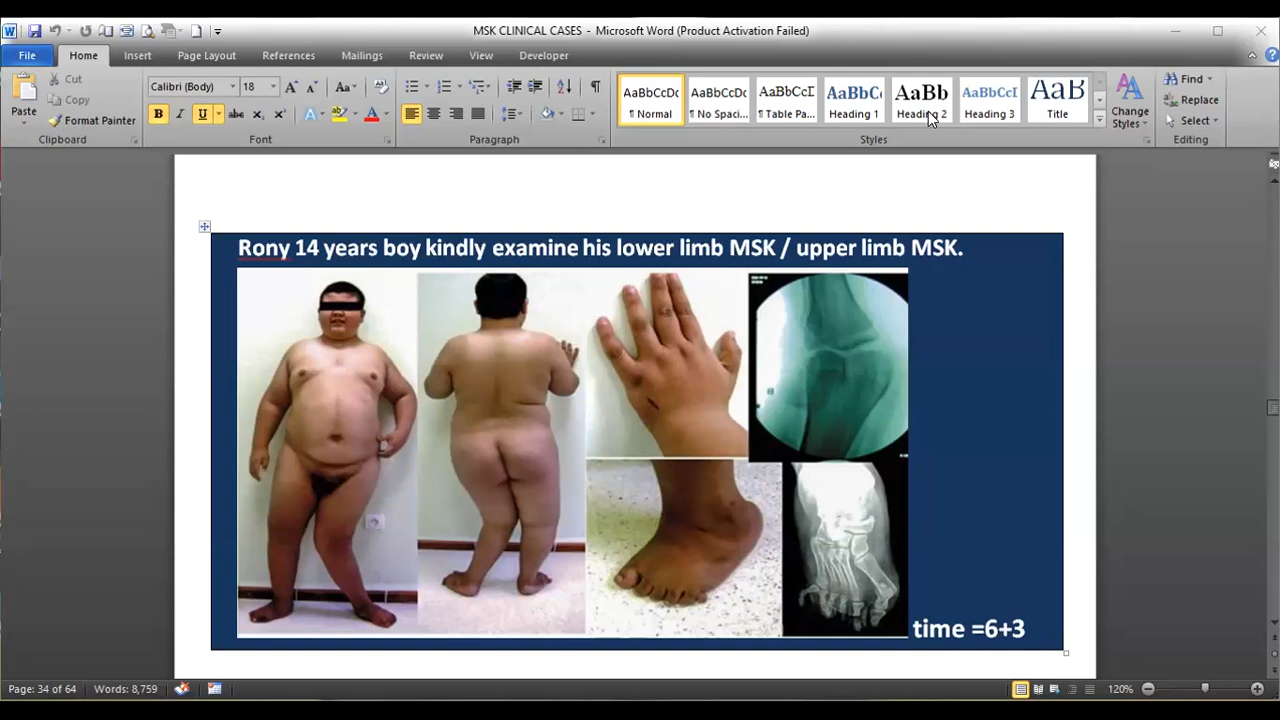 MSK CLINICAL CASES - Microsoft Word (Product Activation Failed)
File Home Insert Page Layout References Mailings Review View Developer
Paste
Cut
Copy
Format Painter
Clipboard
Calibri (Body) 18
Font
Paragraph
AaBbCcDc AaBbCcDc AaBbCcD AaBbC AaBb AaBbCcI AaB
¶ Normal ¶ No Spaci... ¶ Table Pa... Heading 1 Heading 2 Heading 3 Title
Change Styles
Styles
Find
Replace
Select
Editing
Rony 14 years boy kindly examine his lower limb MSK / upper limb MSK.
time =6+3
Page: 34 of 64 Words: 8,759 120%